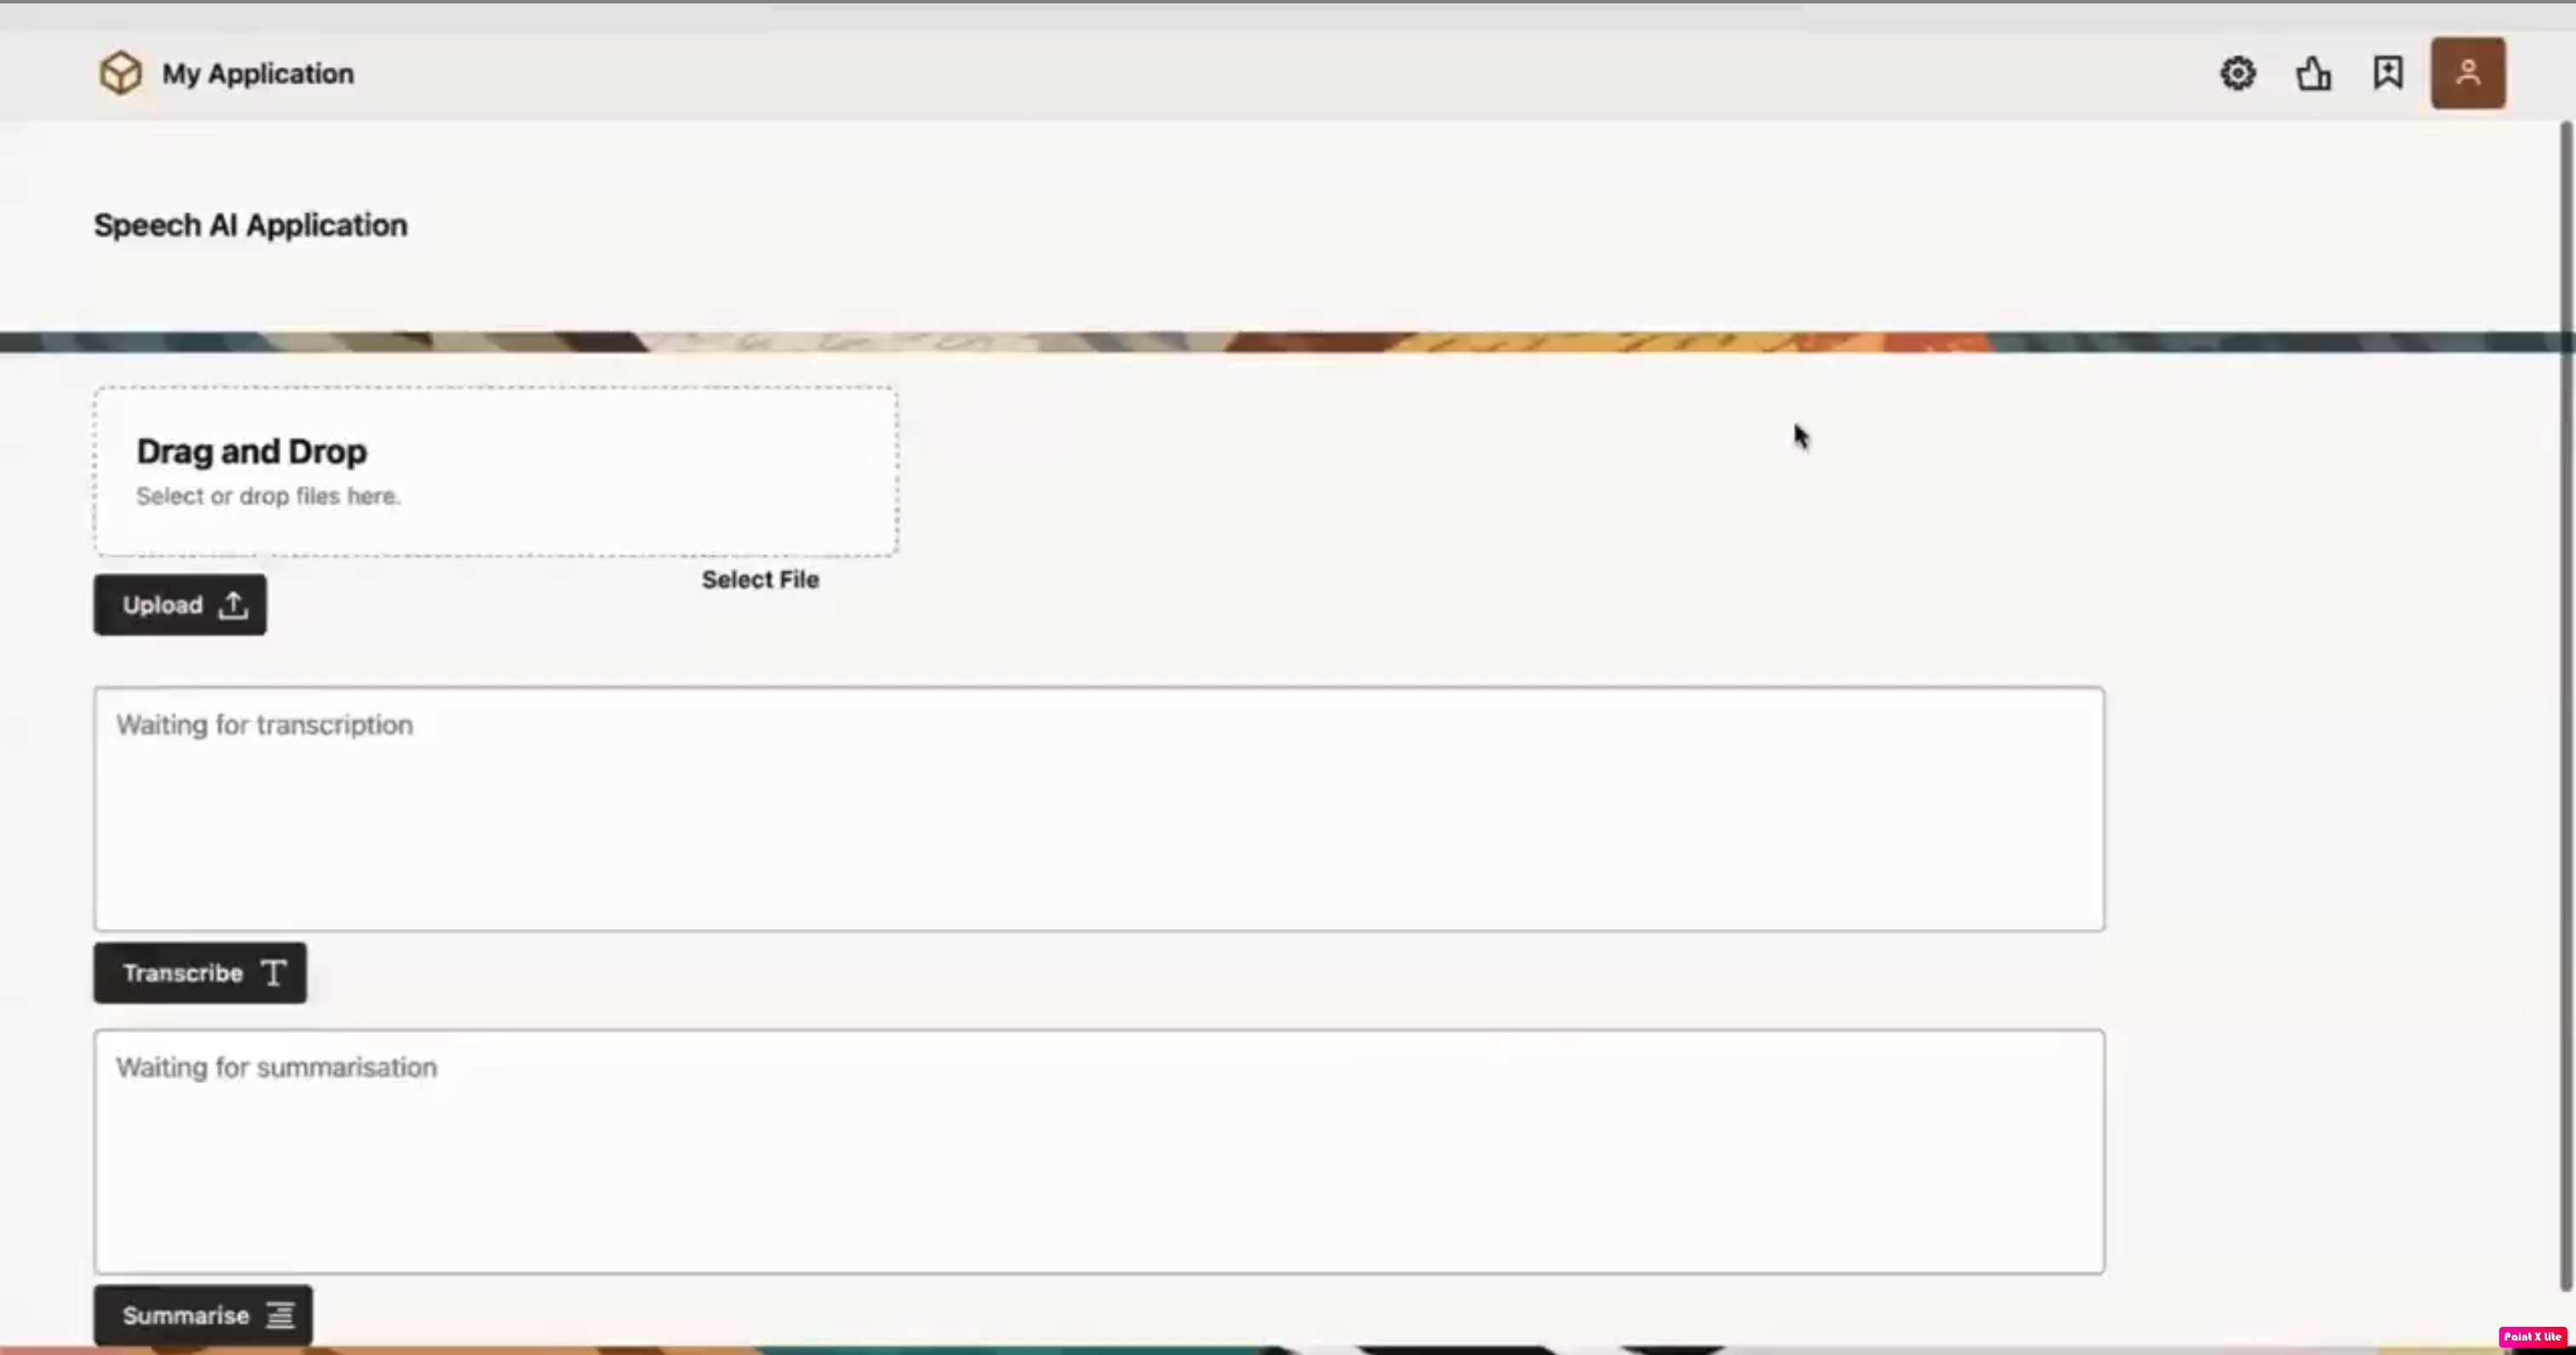 My Application
Speech AI Application
Drag and Drop
Select or drop files here.
Select File
Upload
Waiting for transcription
Transcribe
Waiting for summarisation
Summarise
Paint X lite